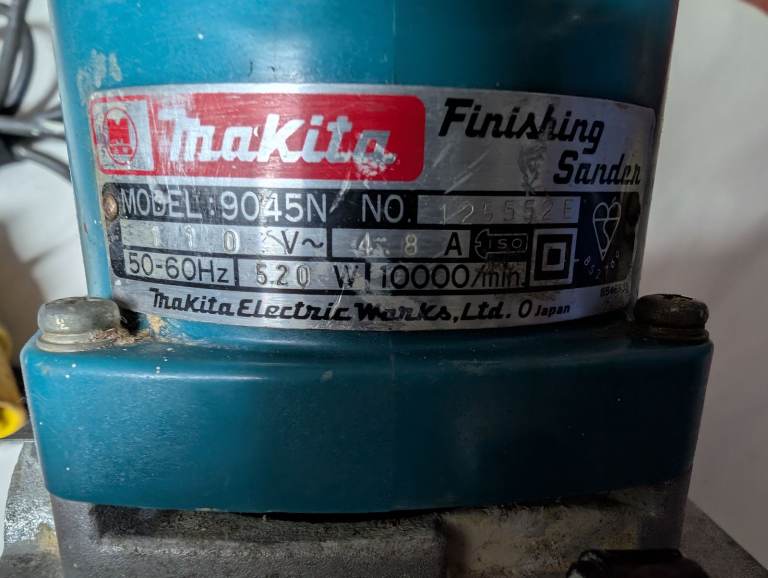 makita Finishing
Sander
MODEL 9045N NO. 125552E
110 V~ 4.8 A ISO
50-60Hz 520 W 10000/min.
Makita Electric Works, Ltd. Japan